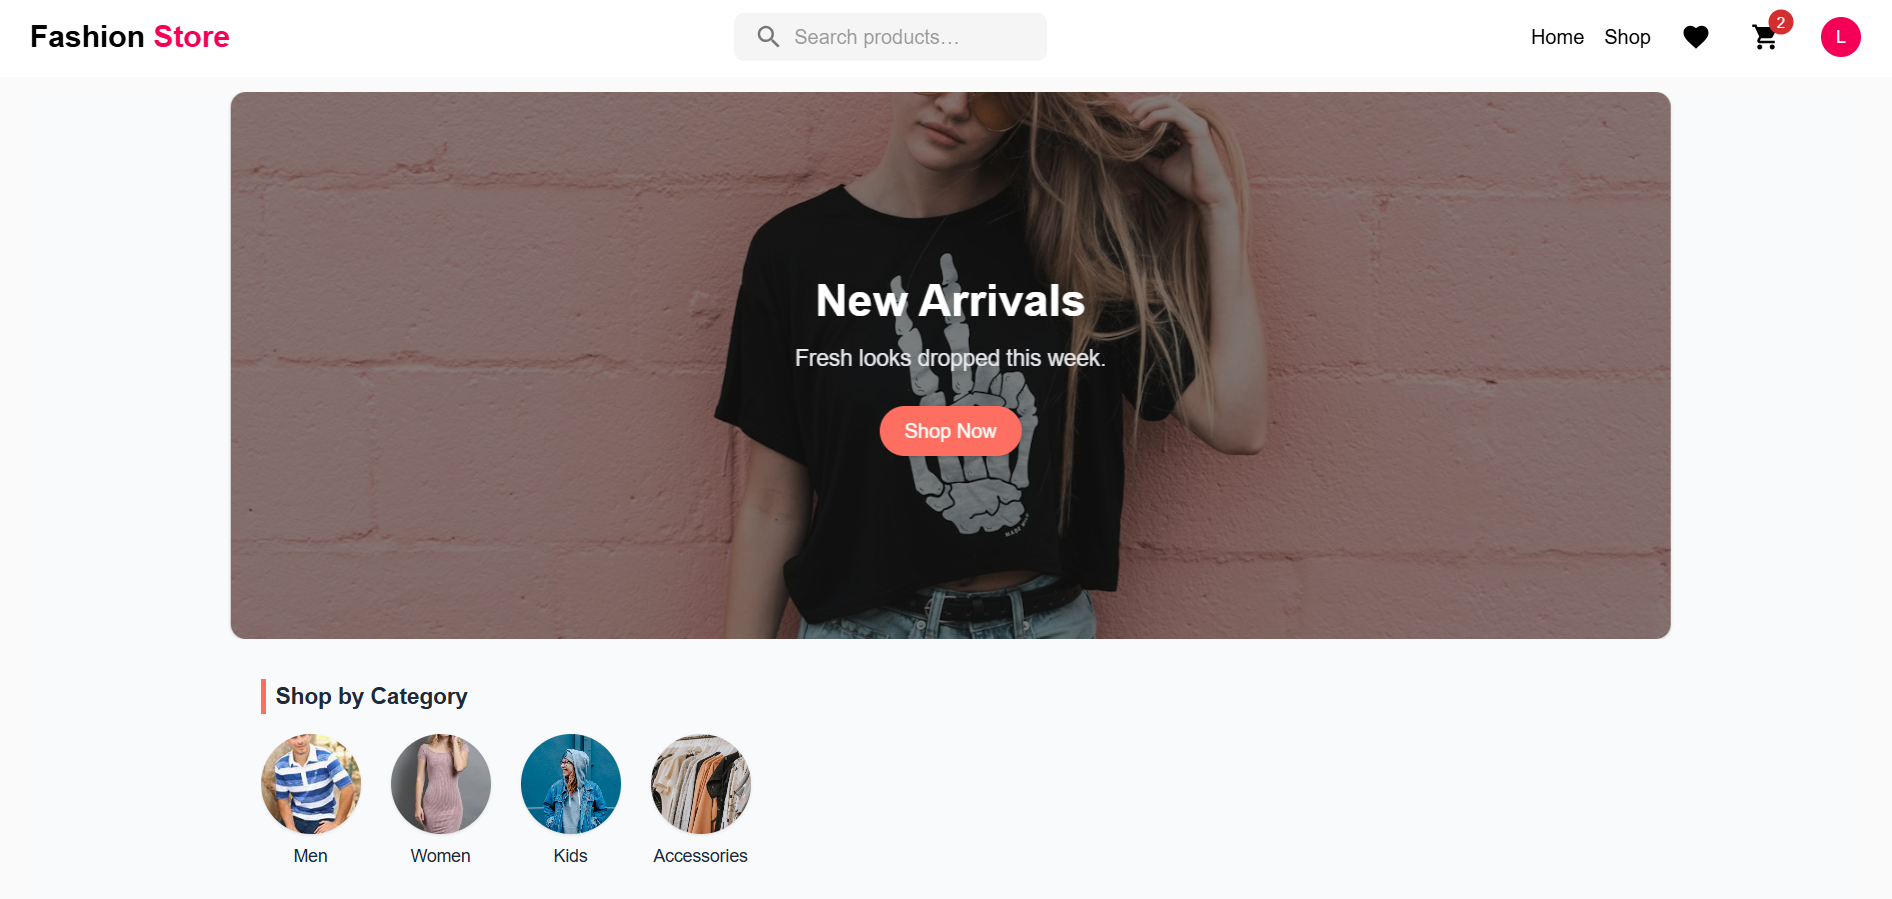 Fashion Store
Search products...
Home
Shop
2
L
New Arrivals
Fresh looks dropped this week.
Shop Now
Shop by Category
Men
Women
Kids
Accessories